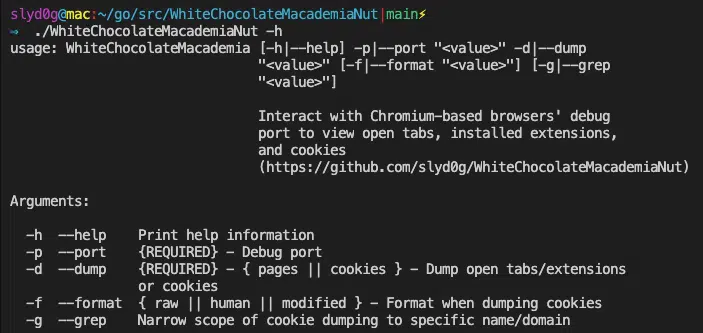 slyd0g@mac:~/go/src/WhiteChocolateMacademiaNut|main⚡
⇒ ./WhiteChocolateMacademiaNut -h
usage: WhiteChocolateMacademia [-h|--help] -p|--port "<value>" -d|--dump
"<value>" [-f|--format "<value>"] [-g|--grep
"<value>"]
Interact with Chromium-based browsers' debug
port to view open tabs, installed extensions,
and cookies
(https://github.com/slyd0g/WhiteChocolateMacademiaNut)
Arguments:
-h --help Print help information
-p --port {REQUIRED} - Debug port
-d --dump {REQUIRED} - { pages || cookies } - Dump open tabs/extensions
or cookies
-f --format { raw || human || modified } - Format when dumping cookies
-g --grep Narrow scope of cookie dumping to specific name/domain